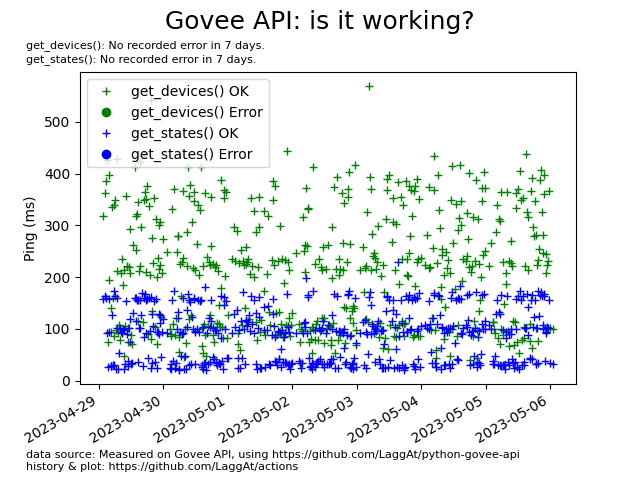 Govee API: is it working?
get_devices(): No recorded error in 7 days.
get_states(): No recorded error in 7 days.
get_devices() OK
get_devices() Error
get_states() OK
get_states() Error
Ping (ms)
500
400
300
200
100
0
2023-04-29
2023-04-30
2023-05-01
2023-05-02
2023-05-03
2023-05-04
2023-05-05
2023-05-06
data source: Measured on Govee API, using https://github.com/LaggAt/python-govee-api
history & plot: https://github.com/LaggAt/actions